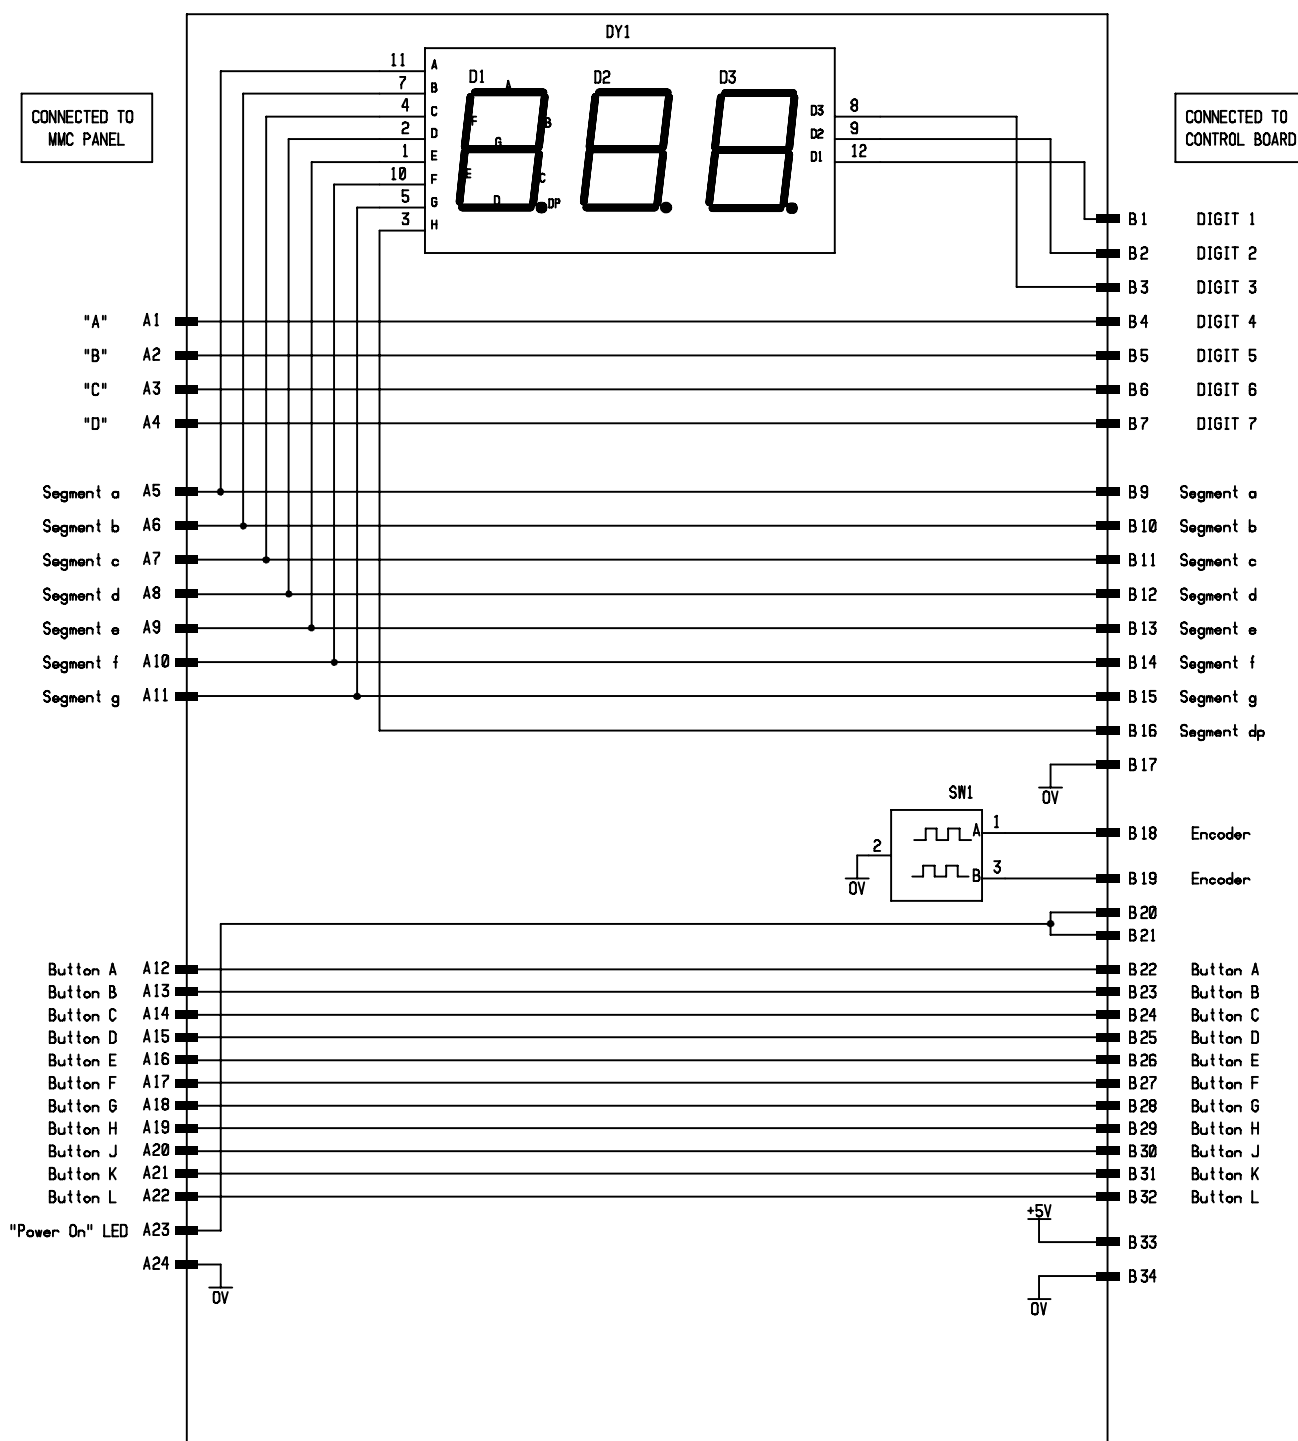 DY1
CONNECTED TO
MMC PANEL
CONNECTED TO
CONTROL BOARD
11 A
7 B
4 C
2 D
1 E
10 F
5 G
3 H
D1
D2
D3
A
F
B
G
E
C
D
DP
D3 8
D2 9
D1 12
B1 DIGIT 1
B2 DIGIT 2
B3 DIGIT 3
"A" A1 B4 DIGIT 4
"B" A2 B5 DIGIT 5
"C" A3 B6 DIGIT 6
"D" A4 B7 DIGIT 7
Segment a A5 B9 Segment a
Segment b A6 B10 Segment b
Segment c A7 B11 Segment c
Segment d A8 B12 Segment d
Segment e A9 B13 Segment e
Segment f A10 B14 Segment f
Segment g A11 B15 Segment g
B16 Segment dp
B17
0V
SW1
A 1 B18 Encoder
2
0V
B 3 B19 Encoder
B20
B21
Button A A12 B22 Button A
Button B A13 B23 Button B
Button C A14 B24 Button C
Button D A15 B25 Button D
Button E A16 B26 Button E
Button F A17 B27 Button F
Button G A18 B28 Button G
Button H A19 B29 Button H
Button J A20 B30 Button J
Button K A21 B31 Button K
Button L A22 B32 Button L
+5V
"Power On" LED A23 B33
A24 B34
0V
0V